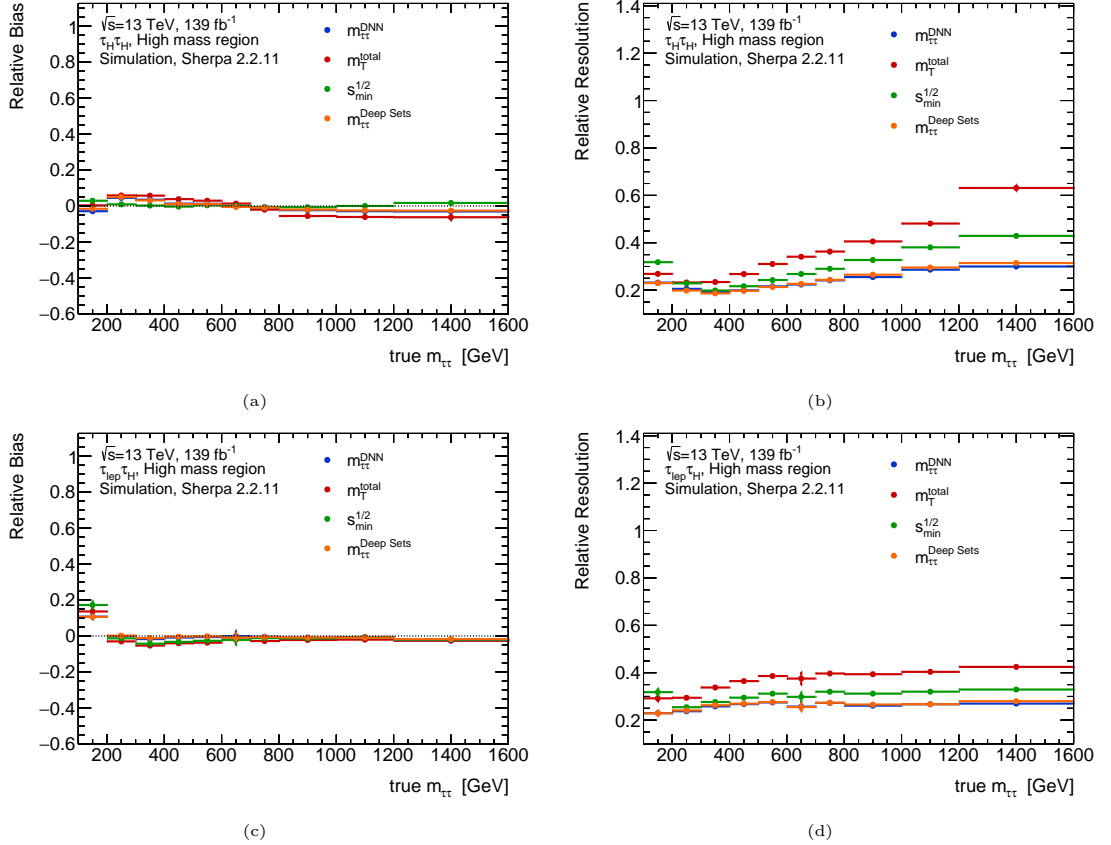 √s=13 TeV, 139 fb⁻¹
τ_Hτ_H, High mass region
Simulation, Sherpa 2.2.11
m_ττ^DNN
m_T^total
s_min^1/2
m_ττ^Deep Sets
Relative Bias
1
0.8
0.6
0.4
0.2
0
−0.2
−0.4
−0.6
200 400 600 800 1000 1200 1400 1600
true m_ττ [GeV]
(a)
√s=13 TeV, 139 fb⁻¹
τ_Hτ_H, High mass region
Simulation, Sherpa 2.2.11
m_ττ^DNN
m_T^total
s_min^1/2
m_ττ^Deep Sets
Relative Resolution
1.4
1.2
1
0.8
0.6
0.4
0.2
200 400 600 800 1000 1200 1400 1600
true m_ττ [GeV]
(b)
√s=13 TeV, 139 fb⁻¹
τ_lepτ_H, High mass region
Simulation, Sherpa 2.2.11
m_ττ^DNN
m_T^total
s_min^1/2
m_ττ^Deep Sets
Relative Bias
1
0.8
0.6
0.4
0.2
0
−0.2
−0.4
−0.6
200 400 600 800 1000 1200 1400 1600
true m_ττ [GeV]
(c)
√s=13 TeV, 139 fb⁻¹
τ_lepτ_H, High mass region
Simulation, Sherpa 2.2.11
m_ττ^DNN
m_T^total
s_min^1/2
m_ττ^Deep Sets
Relative Resolution
1.4
1.2
1
0.8
0.6
0.4
0.2
200 400 600 800 1000 1200 1400 1600
true m_ττ [GeV]
(d)